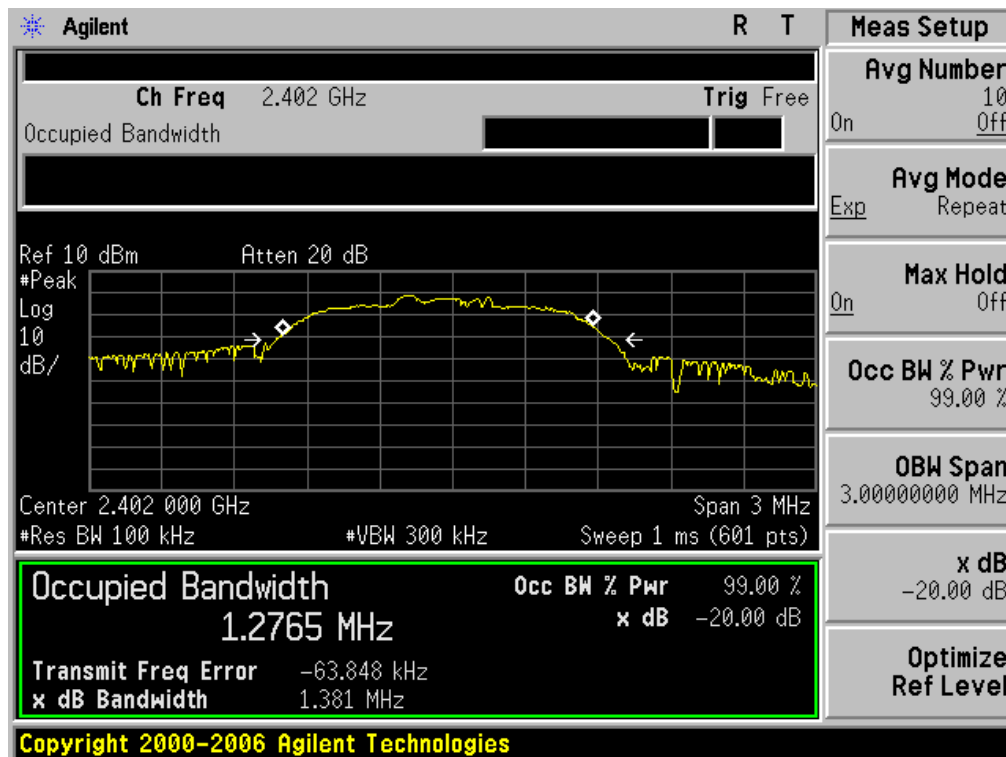 Agilent R T
Ch Freq 2.402 GHz Trig Free
Occupied Bandwidth
Ref 10 dBm Atten 20 dB
#Peak
Log
10
dB/
Center 2.402 000 GHz Span 3 MHz
#Res BW 100 kHz #VBW 300 kHz Sweep 1 ms (601 pts)
Occupied Bandwidth Occ BW % Pwr 99.00 %
1.2765 MHz x dB -20.00 dB
Transmit Freq Error -63.848 kHz
x dB Bandwidth 1.381 MHz
Copyright 2000-2006 Agilent Technologies
Meas Setup
Avg Number
10
On Off
Avg Mode
Exp Repeat
Max Hold
On Off
Occ BW % Pwr
99.00 %
OBW Span
3.00000000 MHz
x dB
-20.00 dB
Optimize
Ref Level